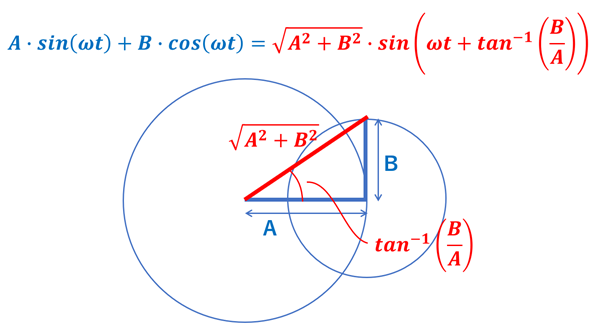 A · sin(ωt) + B · cos(ωt) = √(A² + B²) · sin(ωt + tan⁻¹(B/A))
√(A² + B²)
B
A
tan⁻¹(B/A)